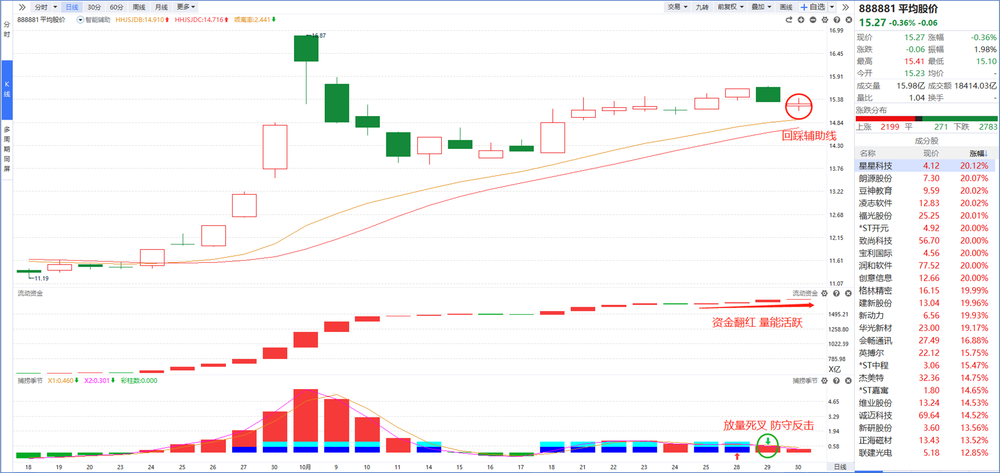 分时 日线 30分 60分 周线 月线 更多 交易 九转 前复权 叠加 画线 自选
888881 平均股价 智能辅助 HHJSJDB:14.910 HHJSJDC:14.716 乖离率:2.441
分时
K线
多周期同屏
16.99
16.45
15.91
15.38
14.84
14.30
13.76
13.22
12.68
12.15
11.61
11.07
←16.87
←11.19
回踩辅助线
流动资金 流动资金
1495.21
1258.80
1022.39
785.98
X亿
资金翻红 量能活跃
捕捞季节 X1:0.460 X2:0.301 彩柱数:0.000 捕捞季节
4.65
3.29
1.94
0.58
放量死叉 防守反击
18 19 20 23 24 25 26 27 30 10月 9 10 11 14 15 16 17 18 21 22 23 24 25 28 29 30 日线
888881 平均股价
15.27 -0.36% -0.06
现价 15.27 涨幅 -0.36%
涨跌 -0.06 振幅 1.98%
最高 15.41 最低 15.10
今开 15.23 均价 -
成交量 15.98亿 成交额 18414.03亿
量比 1.04 换手 -
涨跌分布
上涨 2199 平 271 下跌 2783
成分股
名称 现价 涨幅↓
星星科技 4.12 20.12%
朗源股份 7.30 20.07%
豆神教育 9.59 20.02%
凌志软件 12.83 20.02%
福光股份 25.25 20.01%
*ST开元 4.92 20.00%
致尚科技 56.70 20.00%
宝利国际 4.56 20.00%
润和软件 77.52 20.00%
创意信息 12.66 20.00%
格林精密 16.15 19.99%
建新股份 13.04 19.96%
新动力 6.56 19.93%
华光新材 23.00 19.17%
会畅通讯 27.49 16.88%
英搏尔 22.12 15.75%
*ST中程 3.06 15.47%
杰美特 32.36 14.75%
*ST嘉寓 1.80 14.65%
维业股份 13.24 14.53%
诚迈科技 69.64 14.52%
新研股份 3.60 13.56%
正海磁材 13.43 13.52%
联建光电 5.18 12.85%